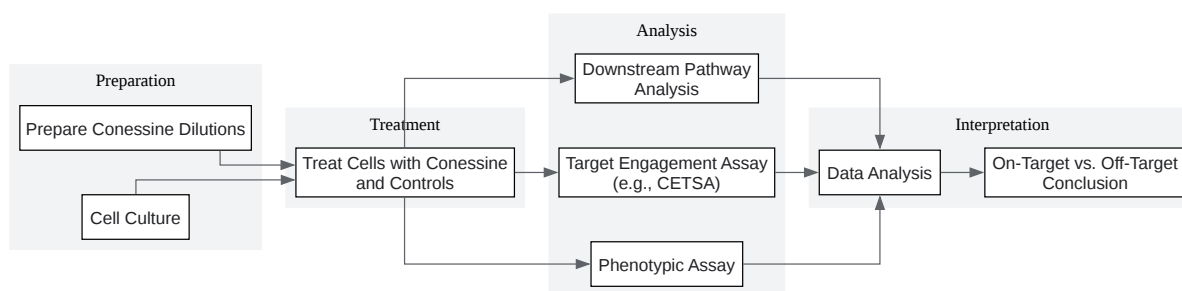 Preparation
Prepare Conessine Dilutions
Cell Culture
Treatment
Treat Cells with Conessine
and Controls
Analysis
Downstream Pathway
Analysis
Target Engagement Assay
(e.g., CETSA)
Phenotypic Assay
Interpretation
Data Analysis
On-Target vs. Off-Target
Conclusion